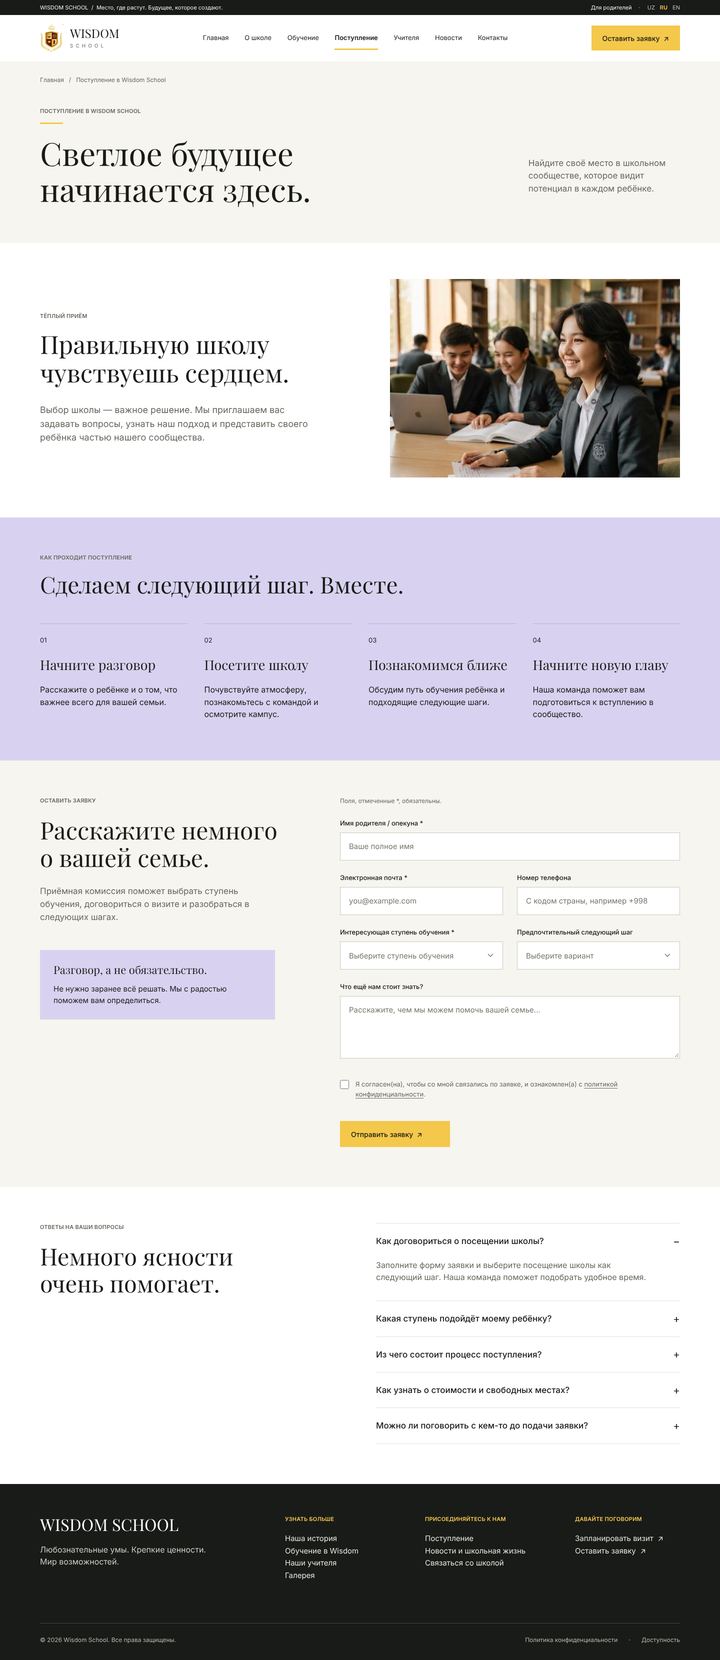 WISDOM SCHOOL / Место, где растут. Будущее, которое создают.
Для родителей · UZ RU EN
WISDOM
SCHOOL
Главная О школе Обучение Поступление Учителя Новости Контакты
Оставить заявку ↗
Главная / Поступление в Wisdom School
ПОСТУПЛЕНИЕ В WISDOM SCHOOL
Светлое будущее
начинается здесь.
Найдите своё место в школьном
сообществе, которое видит
потенциал в каждом ребёнке.
ТЁПЛЫЙ ПРИЁМ
Правильную школу
чувствуешь сердцем.
Выбор школы — важное решение. Мы приглашаем вас
задавать вопросы, узнать наш подход и представить своего
ребёнка частью нашего сообщества.
КАК ПРОХОДИТ ПОСТУПЛЕНИЕ
Сделаем следующий шаг. Вместе.
01
Начните разговор
Расскажите о ребёнке и о том, что
важнее всего для вашей семьи.
02
Посетите школу
Почувствуйте атмосферу,
познакомьтесь с командой и
осмотрите кампус.
03
Познакомимся ближе
Обсудим путь обучения ребёнка и
подходящие следующие шаги.
04
Начните новую главу
Наша команда поможет вам
подготовиться к вступлению в
сообщество.
ОСТАВИТЬ ЗАЯВКУ
Расскажите немного
о вашей семье.
Приёмная комиссия поможет выбрать ступень
обучения, договориться о визите и разобраться в
следующих шагах.
Разговор, а не обязательство.
Не нужно заранее всё решать. Мы с радостью
поможем вам определиться.
Поля, отмеченные *, обязательны.
Имя родителя / опекуна *
Ваше полное имя
Электронная почта *
you@example.com
Номер телефона
С кодом страны, например +998
Интересующая ступень обучения *
Выберите ступень обучения
Предпочтительный следующий шаг
Выберите вариант
Что ещё нам стоит знать?
Расскажите, чем мы можем помочь вашей семье...
Я согласен(на), чтобы со мной связались по заявке, и ознакомлен(а) с политикой
конфиденциальности.
Отправить заявку ↗
ОТВЕТЫ НА ВАШИ ВОПРОСЫ
Немного ясности
очень помогает.
Как договориться о посещении школы? −
Заполните форму заявки и выберите посещение школы как
следующий шаг. Наша команда поможет подобрать удобное время.
Какая ступень подойдёт моему ребёнку? +
Из чего состоит процесс поступления? +
Как узнать о стоимости и свободных местах? +
Можно ли поговорить с кем-то до подачи заявки? +
WISDOM SCHOOL
Любознательные умы. Крепкие ценности.
Мир возможностей.
УЗНАТЬ БОЛЬШЕ
Наша история
Обучение в Wisdom
Наши учителя
Галерея
ПРИСОЕДИНЯЙТЕСЬ К НАМ
Поступление
Новости и школьная жизнь
Связаться со школой
ДАВАЙТЕ ПОГОВОРИМ
Запланировать визит ↗
Оставить заявку ↗
© 2026 Wisdom School. Все права защищены.
Политика конфиденциальности · Доступность